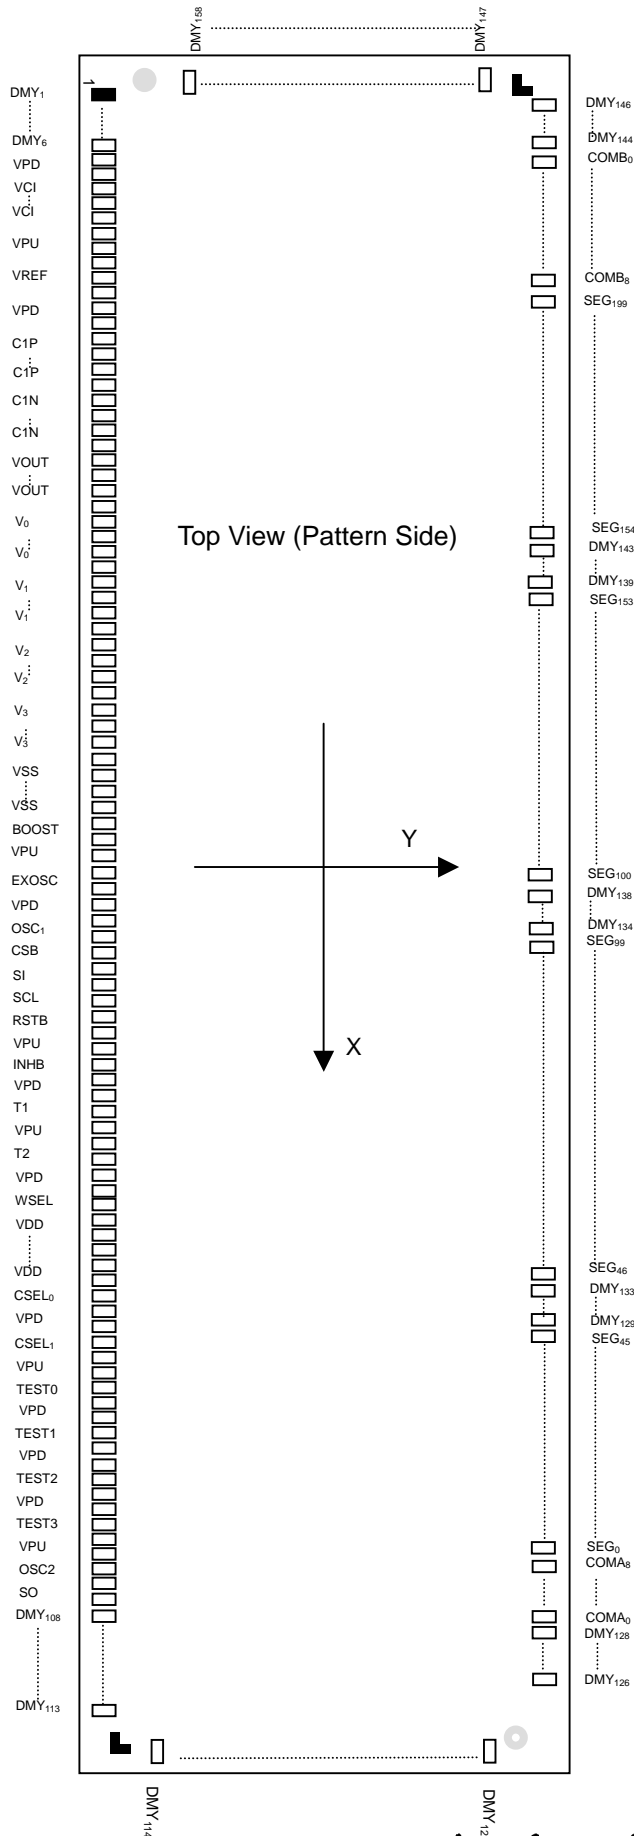 DMY158
DMY147
1
DMY1
DMY6
VPD
VCI
VCI
VPU
VREF
VPD
C1P
C1P
C1N
C1N
VOUT
VOUT
V0
V0
V1
V1
V2
V2
V3
V3
VSS
VSS
BOOST
VPU
EXOSC
VPD
OSC1
CSB
SI
SCL
RSTB
VPU
INHB
VPD
T1
VPU
T2
VPD
WSEL
VDD
VDD
CSEL0
VPD
CSEL1
VPU
TEST0
VPD
TEST1
VPD
TEST2
VPD
TEST3
VPU
OSC2
SO
DMY108
DMY113
Top View (Pattern Side)
Y
X
DMY146
DMY144
COMB0
COMB8
SEG199
SEG154
DMY143
DMY139
SEG153
SEG100
DMY138
DMY134
SEG99
SEG46
DMY133
DMY129
SEG45
SEG0
COMA8
COMA0
DMY128
DMY126
DMY114